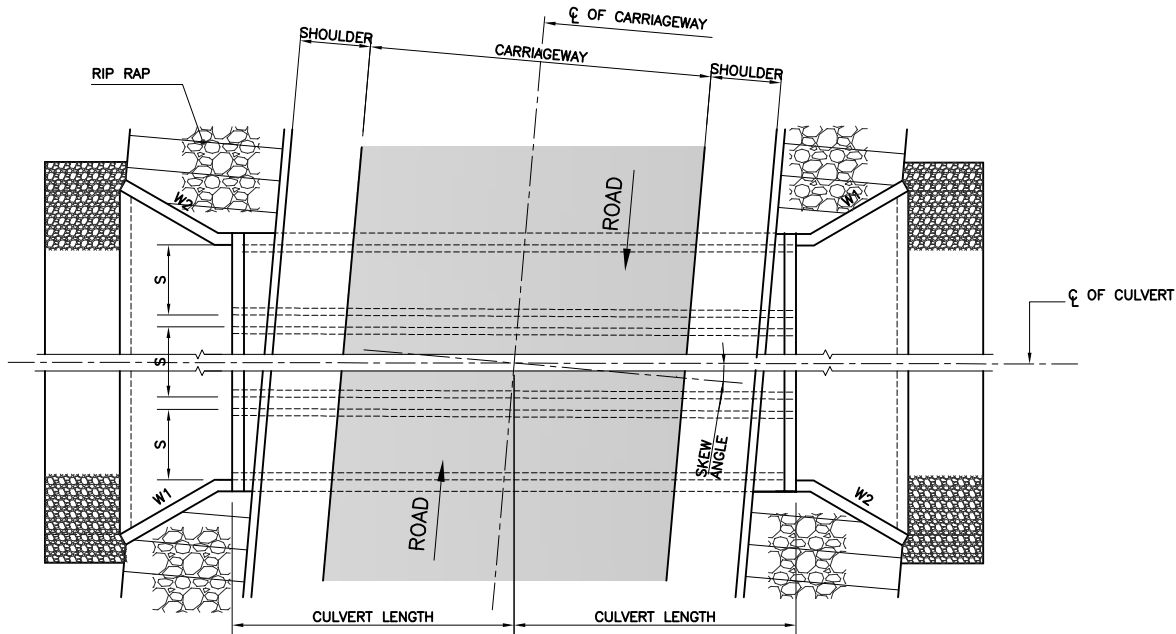 ℄ OF CARRIAGEWAY
SHOULDER
CARRIAGEWAY
SHOULDER
RIP RAP
W2
W1
ROAD
S
℄ OF CULVERT
S
S
SKEW
ANGLE
W1
W2
ROAD
CULVERT LENGTH
CULVERT LENGTH